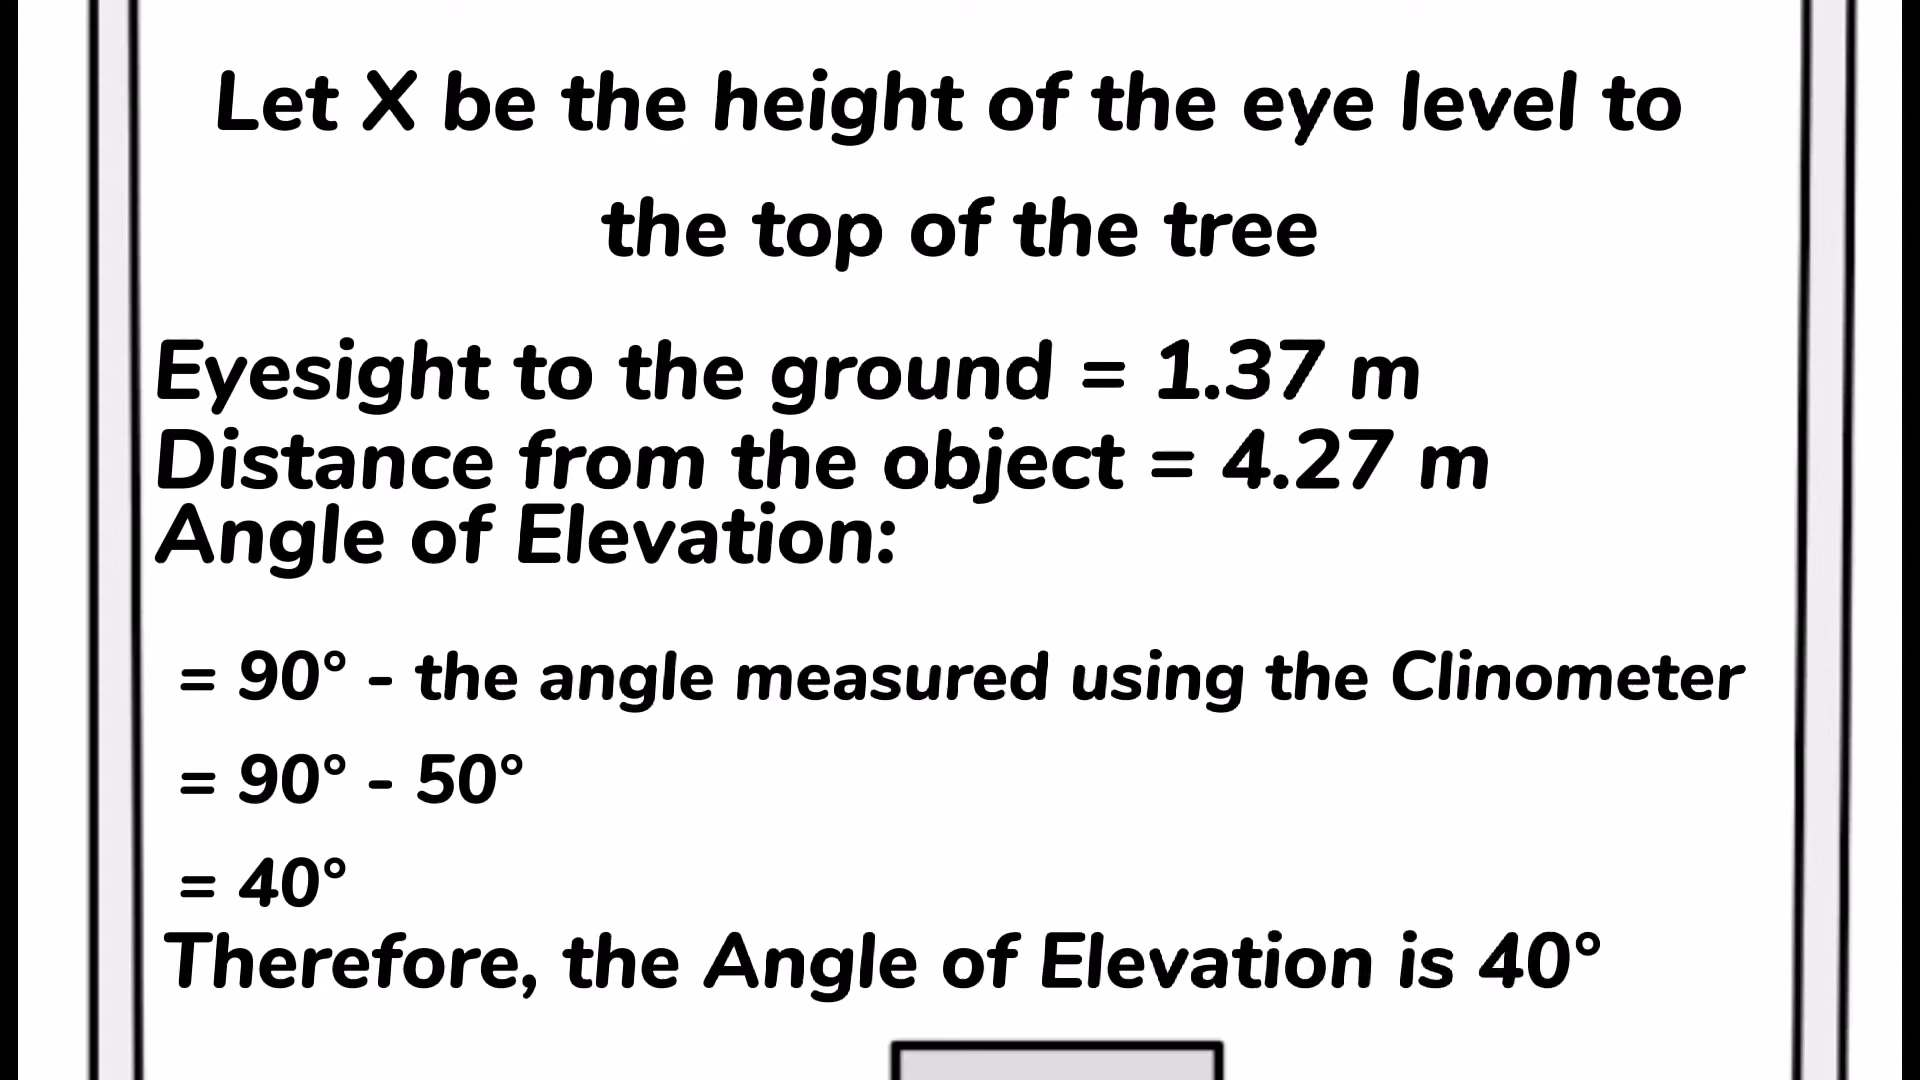 Let X be the height of the eye level to
the top of the tree
Eyesight to the ground = 1.37 m
Distance from the object = 4.27 m
Angle of Elevation:
= 90° - the angle measured using the Clinometer
= 90° - 50°
= 40°
Therefore, the Angle of Elevation is 40°